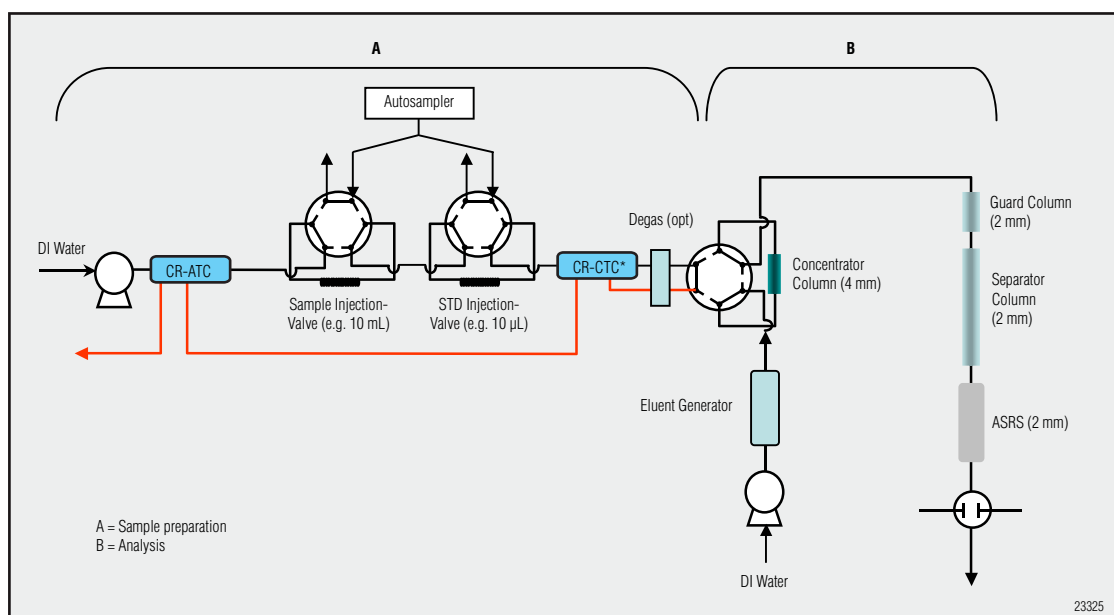 A
B
Autosampler
DI Water
CR-ATC
Sample Injection-
Valve (e.g. 10 mL)
STD Injection-
Valve (e.g. 10 µL)
CR-CTC*
Degas (opt)
Concentrator
Column (4 mm)
Guard Column
(2 mm)
Separator
Column
(2 mm)
Eluent Generator
ASRS (2 mm)
DI Water
A = Sample preparation
B = Analysis
23325